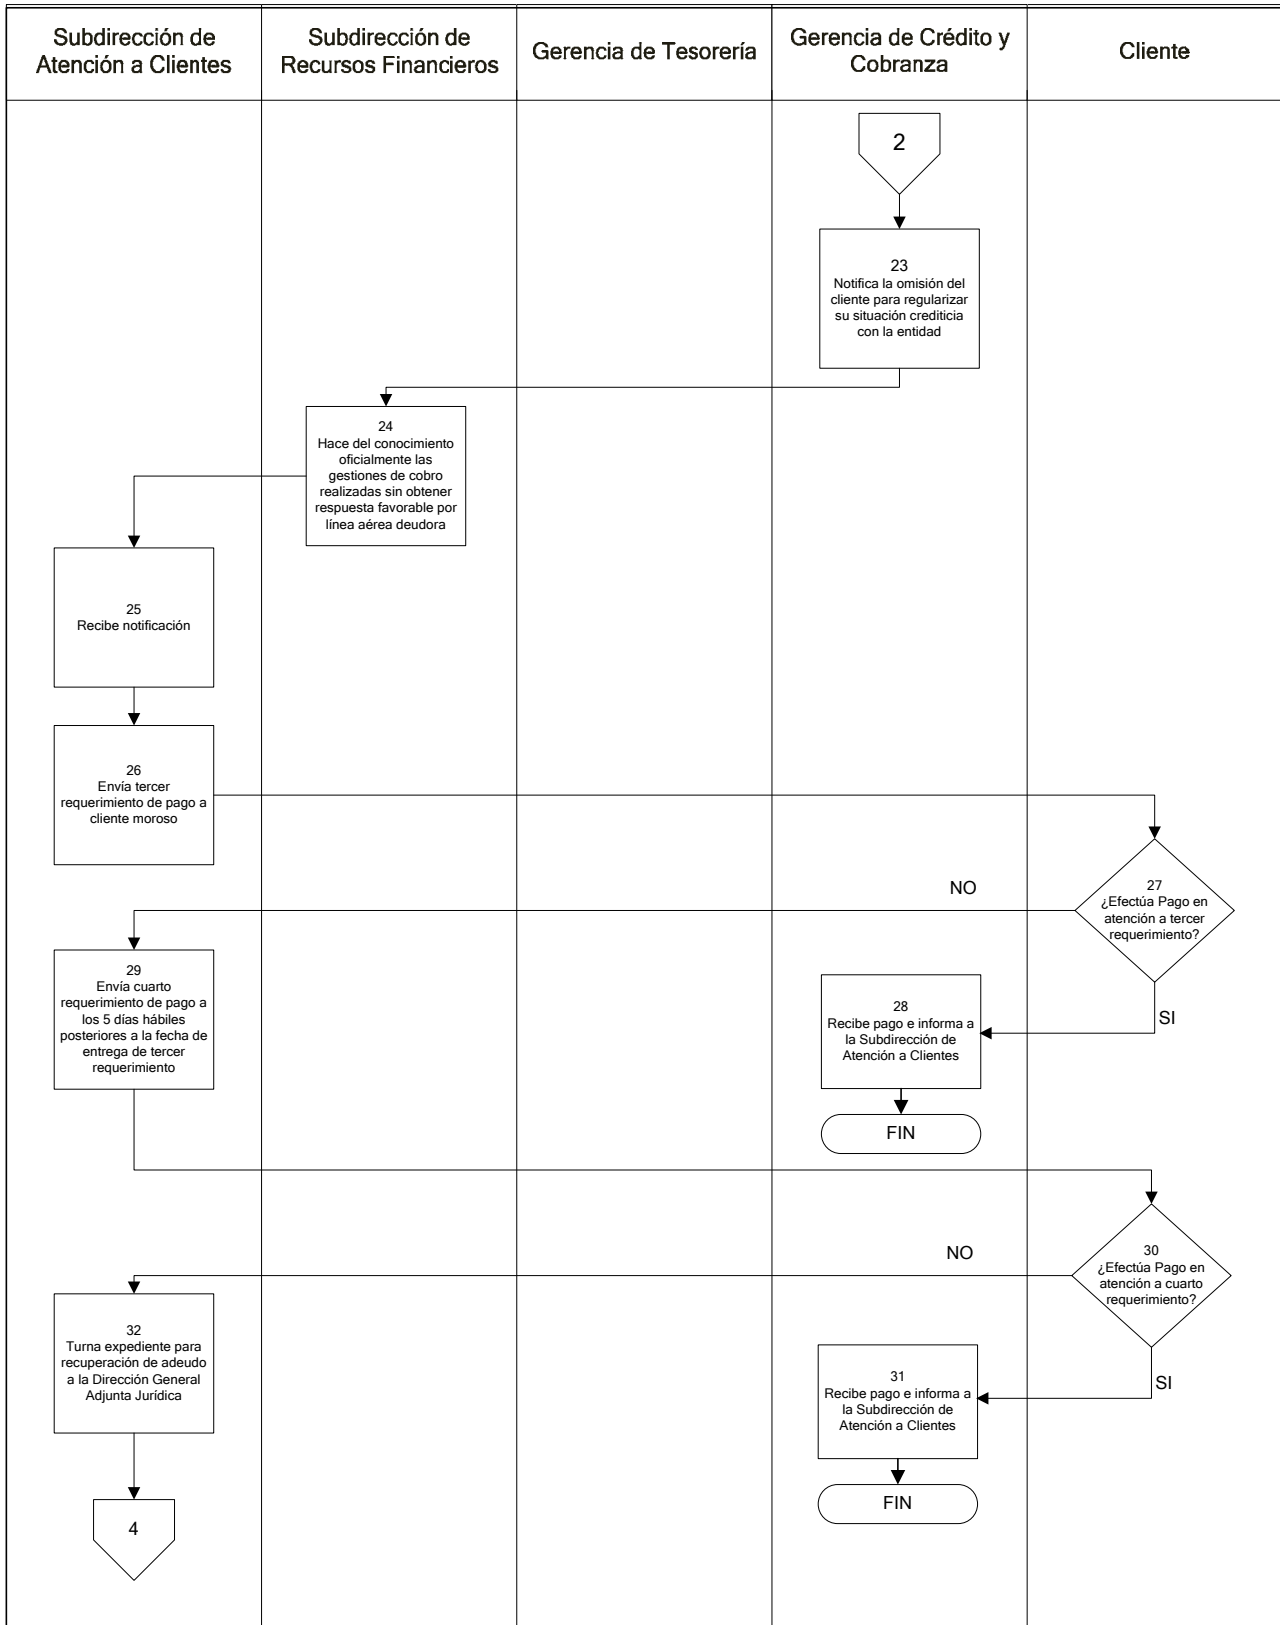 Subdirección de
Atención a Clientes
Subdirección de
Recursos Financieros
Gerencia de Tesorería
Gerencia de Crédito y
Cobranza
Cliente
2
23
Notifica la omisión del
cliente para regularizar
su situación crediticia
con la entidad
24
Hace del conocimiento
oficialmente las
gestiones de cobro
realizadas sin obtener
respuesta favorable por
línea aérea deudora
25
Recibe notificación
26
Envía tercer
requerimiento de pago a
cliente moroso
27
¿Efectúa Pago en
atención a tercer
requerimiento?
NO
SI
28
Recibe pago e informa a
la Subdirección de
Atención a Clientes
FIN
29
Envía cuarto
requerimiento de pago a
los 5 días hábiles
posteriores a la fecha de
entrega de tercer
requerimiento
30
¿Efectúa Pago en
atención a cuarto
requerimiento?
NO
SI
31
Recibe pago e informa a
la Subdirección de
Atención a Clientes
FIN
32
Turna expediente para
recuperación de adeudo
a la Dirección General
Adjunta Jurídica
4